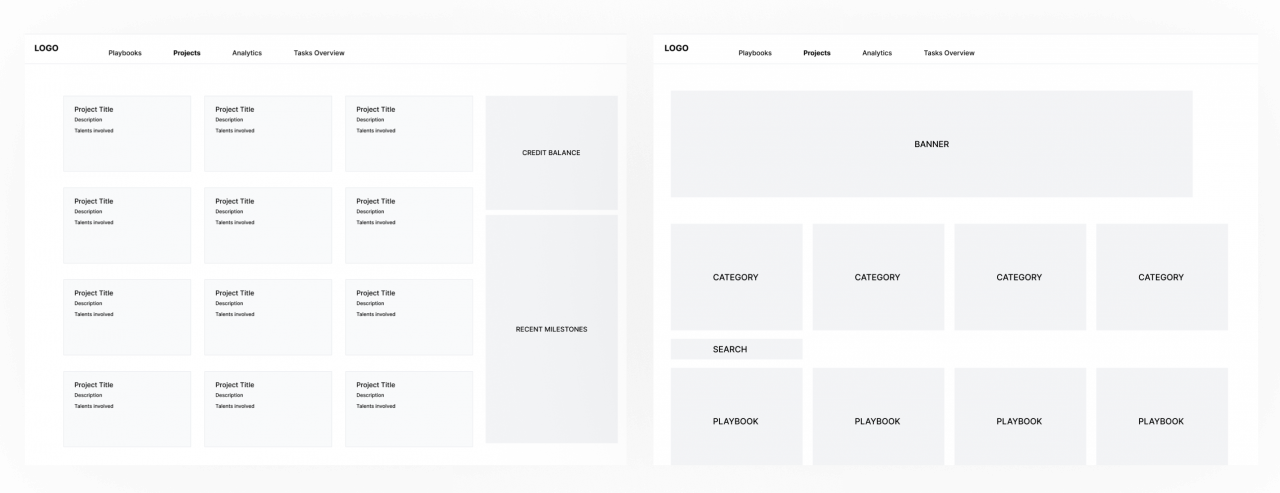 LOGO
Playbooks Projects Analytics Tasks Overview
Project Title
Description
Talents involved
Project Title
Description
Talents involved
Project Title
Description
Talents involved
CREDIT BALANCE
Project Title
Description
Talents involved
Project Title
Description
Talents involved
Project Title
Description
Talents involved
Project Title
Description
Talents involved
Project Title
Description
Talents involved
Project Title
Description
Talents involved
RECENT MILESTONES
Project Title
Description
Talents involved
Project Title
Description
Talents involved
Project Title
Description
Talents involved
LOGO
Playbooks Projects Analytics Tasks Overview
BANNER
CATEGORY CATEGORY CATEGORY CATEGORY
SEARCH
PLAYBOOK PLAYBOOK PLAYBOOK PLAYBOOK